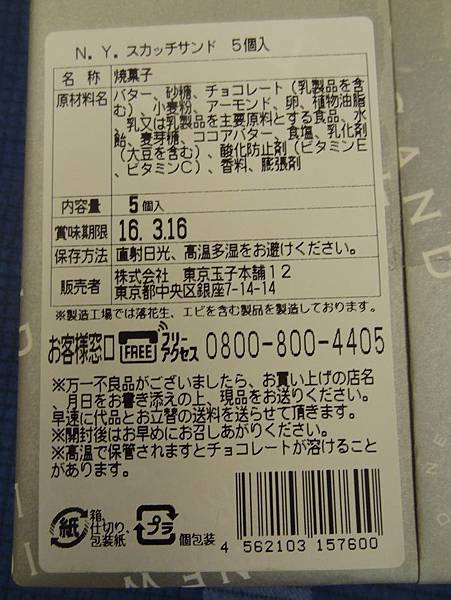 N．Y．スカッチサンド 5個入
名 称 焼菓子
原材料名 バター、砂糖、チョコレート（乳製品を含
む）、小麦粉、アーモンド、卵、植物油脂
、乳又は乳製品を主要原料とする食品、水
飴、麦芽糖、ココアバター、食塩、乳化剤
（大豆を含む）、酸化防止剤（ビタミンE
、ビタミンC）、香料、膨張剤
内容量 5個入
賞味期限 16. 3.16
保存方法 直射日光、高温多湿をお避けください。
販売者 株式会社 東京玉子本舗12
東京都中央区銀座7-14-14
※製造工場では落花生、エビを含む製品を製造しております。
お客様窓口 FREE フリーアクセス 0800-800-4405
※万一不良品がございましたら、お買い上げの店名
、月日をお書き添えの上、現品をお送りください。
早速に代品とお立替の送料を送らせて頂きます。
※開封後はお早めにお召しあがりください。
※高温で保管されますとチョコレートが溶けること
があります。
紙 箱、
仕切り、
包装紙
プラ 個包装
4 562103 157600
NEW